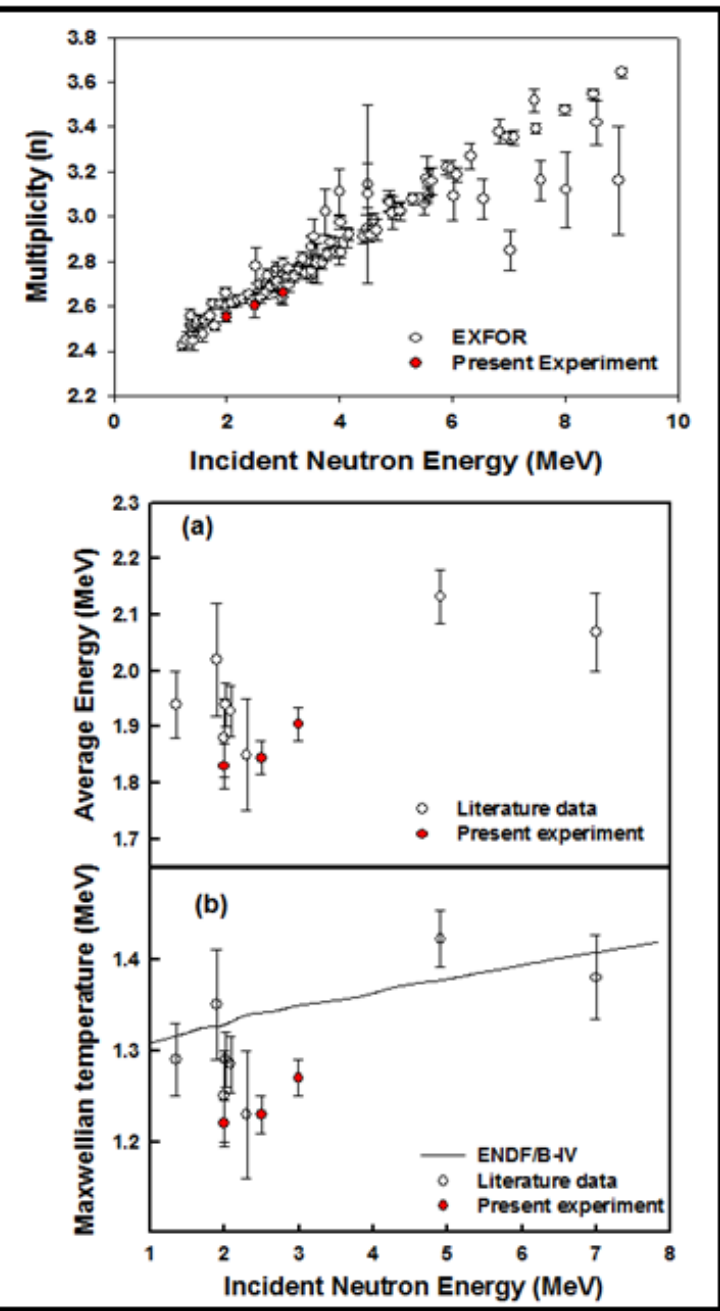 3.8
3.6
3.4
3.2
3.0
2.8
2.6
2.4
2.2
Multiplicity (n)
EXFOR
Present Experiment
0 2 4 6 8 10
Incident Neutron Energy (MeV)
2.3
2.2
2.1
2.0
1.9
1.8
1.7
Average Energy (MeV)
(a)
Literature data
Present experiment
1.4
1.3
1.2
Maxwellian temperature (MeV)
(b)
ENDF/B-IV
Literature data
Present experiment
1 2 3 4 5 6 7 8
Incident Neutron Energy (MeV)